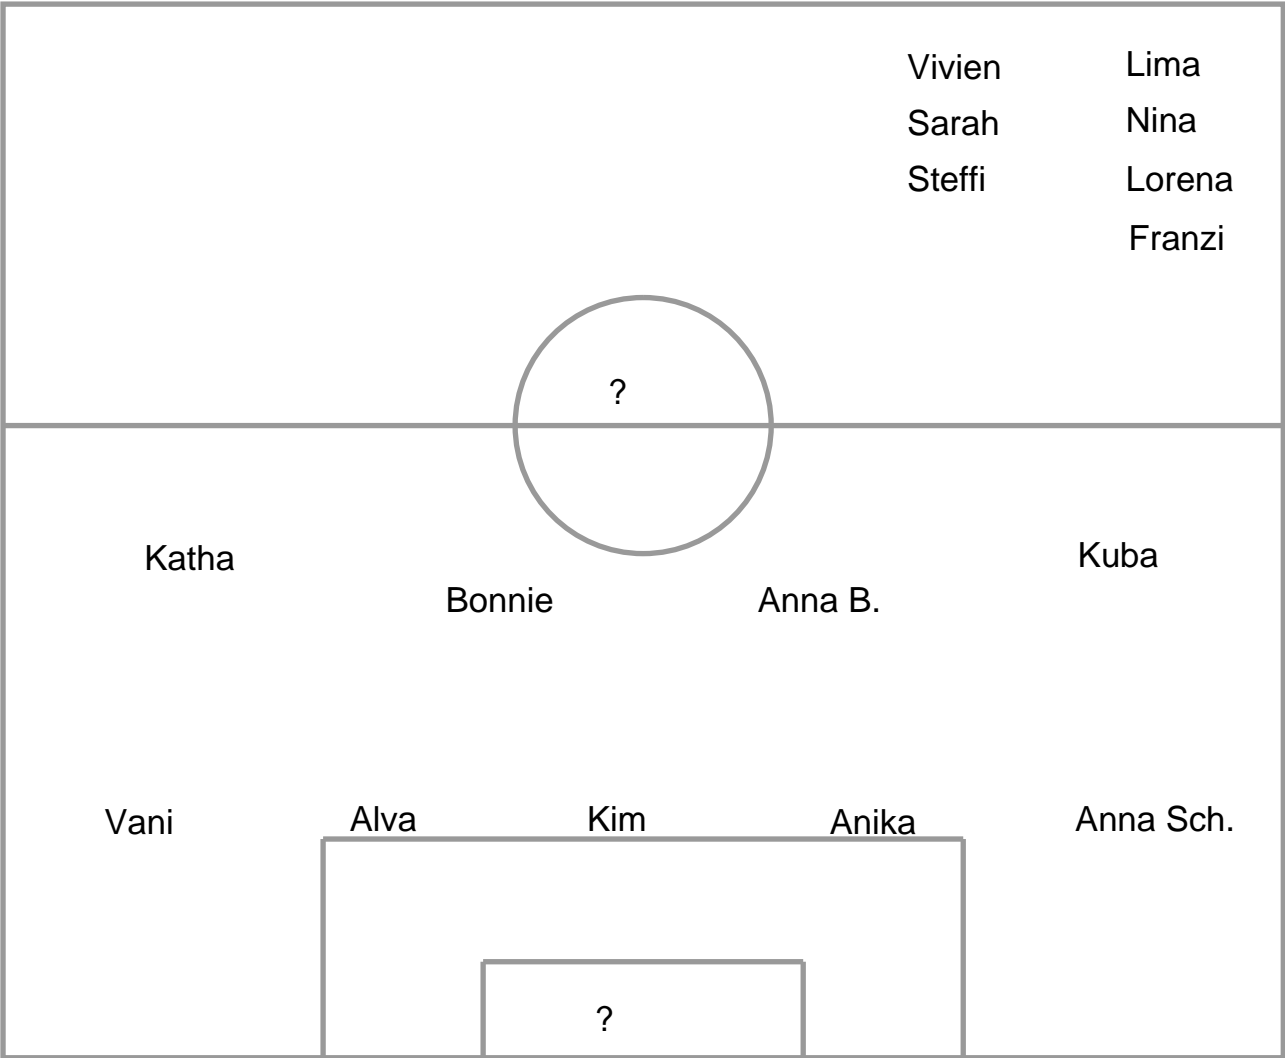 Vivien Lima
Sarah Nina
Steffi Lorena
Franzi
?
Katha Kuba
Bonnie Anna B.
Vani Alva Kim Anika Anna Sch.
?